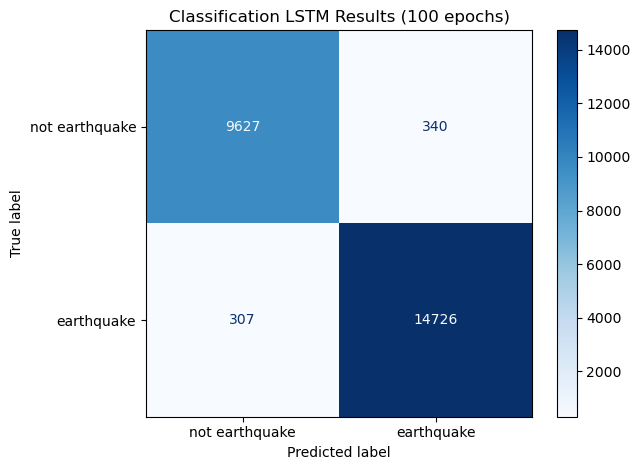 Classification LSTM Results (100 epochs)
True label
not earthquake
earthquake
9627
340
307
14726
not earthquake
earthquake
Predicted label
14000
12000
10000
8000
6000
4000
2000